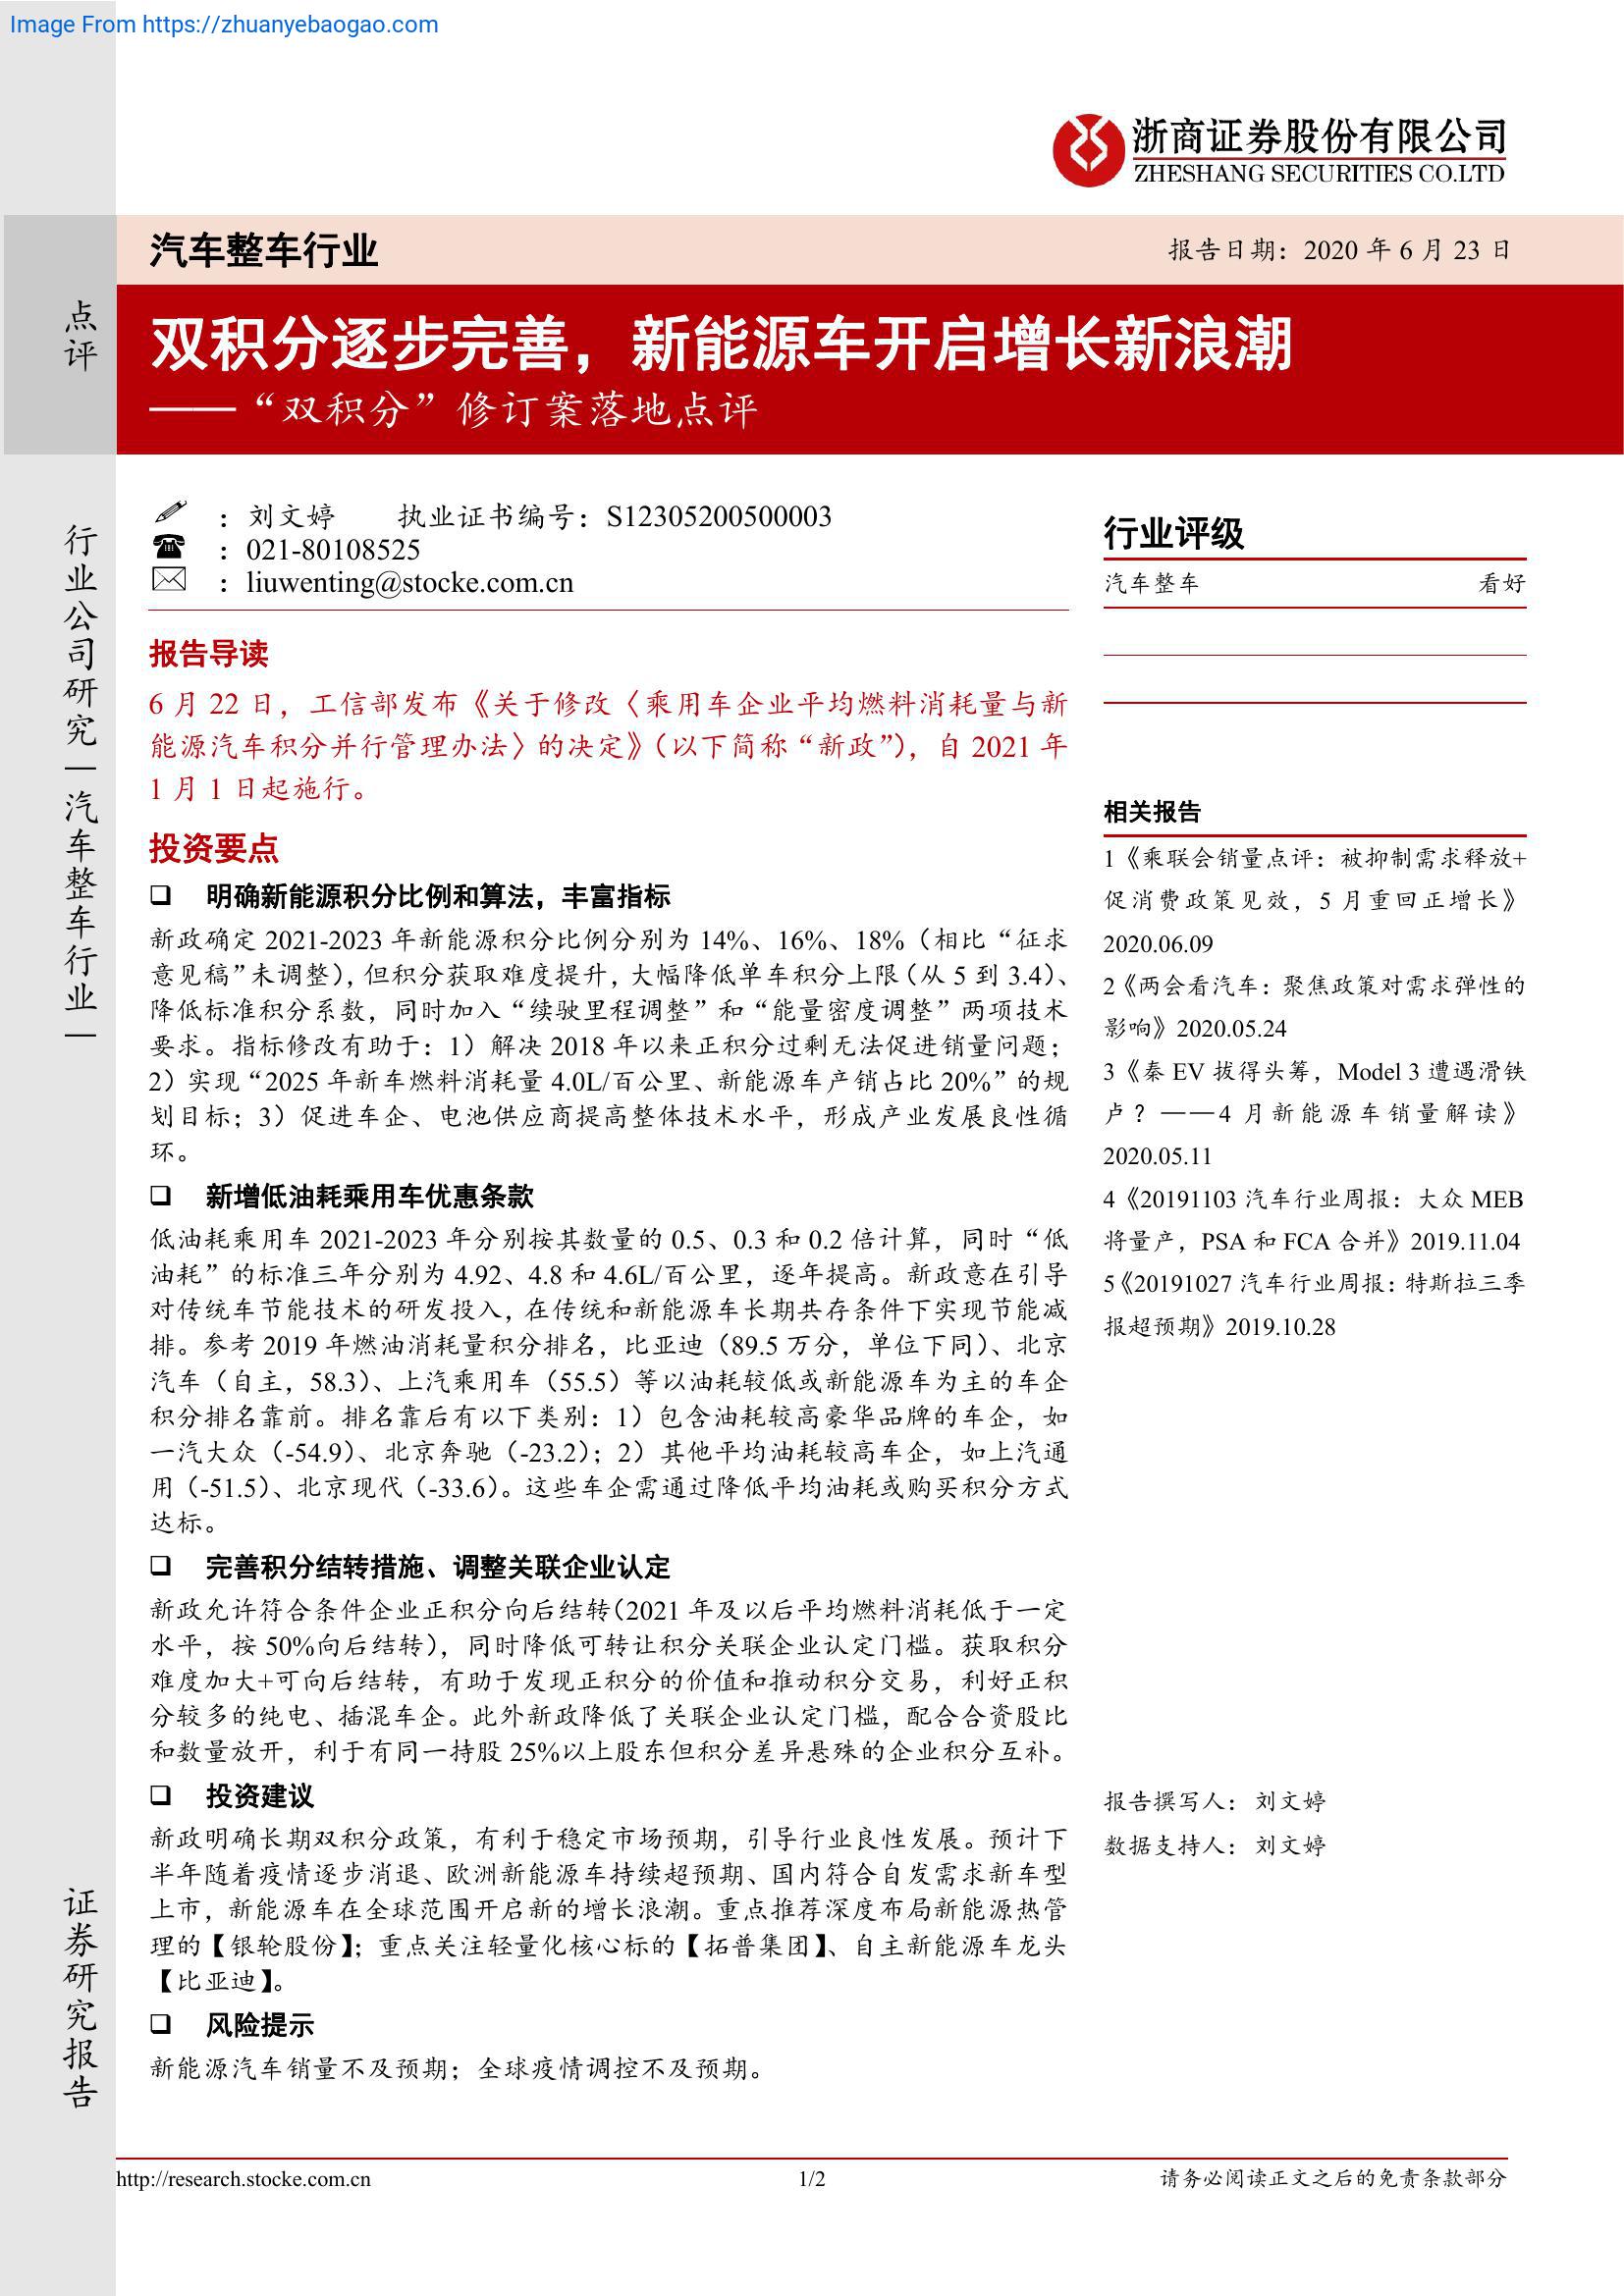 Image From https://zhuanyebaogao.com
浙商证券股份有限公司
ZHESHANG SECURITIES CO.LTD
汽车整车行业
报告日期：2020 年 6 月 23 日
点评
双积分逐步完善，新能源车开启增长新浪潮
——“双积分”修订案落地点评
行业公司研究—汽车整车行业—
证券研究报告
：刘文婷 执业证书编号：S12305200500003
：021-80108525
：liuwenting@stocke.com.cn
报告导读
6 月 22 日，工信部发布《关于修改〈乘用车企业平均燃料消耗量与新
能源汽车积分并行管理办法〉的决定》（以下简称“新政”），自 2021 年
1 月 1 日起施行。
投资要点
❑ 明确新能源积分比例和算法，丰富指标
新政确定 2021-2023 年新能源积分比例分别为 14%、16%、18%（相比“征求
意见稿”未调整），但积分获取难度提升，大幅降低单车积分上限（从 5 到 3.4）、
降低标准积分系数，同时加入“续驶里程调整”和“能量密度调整”两项技术
要求。指标修改有助于：1）解决 2018 年以来正积分过剩无法促进销量问题；
2）实现“2025 年新车燃料消耗量 4.0L/百公里、新能源车产销占比 20%”的规
划目标；3）促进车企、电池供应商提高整体技术水平，形成产业发展良性循
环。
❑ 新增低油耗乘用车优惠条款
低油耗乘用车 2021-2023 年分别按其数量的 0.5、0.3 和 0.2 倍计算，同时“低
油耗”的标准三年分别为 4.92、4.8 和 4.6L/百公里，逐年提高。新政意在引导
对传统车节能技术的研发投入，在传统和新能源车长期共存条件下实现节能减
排。参考 2019 年燃油消耗量积分排名，比亚迪（89.5 万分，单位下同）、北京
汽车（自主，58.3）、上汽乘用车（55.5）等以油耗较低或新能源车为主的车企
积分排名靠前。排名靠后有以下类别：1）包含油耗较高豪华品牌的车企，如
一汽大众（-54.9）、北京奔驰（-23.2）；2）其他平均油耗较高车企，如上汽通
用（-51.5）、北京现代（-33.6）。这些车企需通过降低平均油耗或购买积分方式
达标。
❑ 完善积分结转措施、调整关联企业认定
新政允许符合条件企业正积分向后结转（2021 年及以后平均燃料消耗低于一定
水平，按 50%向后结转），同时降低可转让积分关联企业认定门槛。获取积分
难度加大+可向后结转，有助于发现正积分的价值和推动积分交易，利好正积
分较多的纯电、插混车企。此外新政降低了关联企业认定门槛，配合合资股比
和数量放开，利于有同一持股 25%以上股东但积分差异悬殊的企业积分互补。
❑ 投资建议
新政明确长期双积分政策，有利于稳定市场预期，引导行业良性发展。预计下
半年随着疫情逐步消退、欧洲新能源车持续超预期、国内符合自发需求新车型
上市，新能源车在全球范围开启新的增长浪潮。重点推荐深度布局新能源热管
理的【银轮股份】；重点关注轻量化核心标的【拓普集团】、自主新能源车龙头
【比亚迪】。
❑ 风险提示
新能源汽车销量不及预期；全球疫情调控不及预期。
行业评级
汽车整车 看好
相关报告
1《乘联会销量点评：被抑制需求释放+
促消费政策见效，5 月重回正增长》
2020.06.09
2《两会看汽车：聚焦政策对需求弹性的
影响》2020.05.24
3《秦 EV 拔得头筹，Model 3 遭遇滑铁
卢？——4 月新能源车销量解读》
2020.05.11
4《20191103 汽车行业周报：大众 MEB
将量产，PSA 和 FCA 合并》2019.11.04
5《20191027 汽车行业周报：特斯拉三季
报超预期》2019.10.28
报告撰写人：刘文婷
数据支持人：刘文婷
http://research.stocke.com.cn
1/2
请务必阅读正文之后的免责条款部分